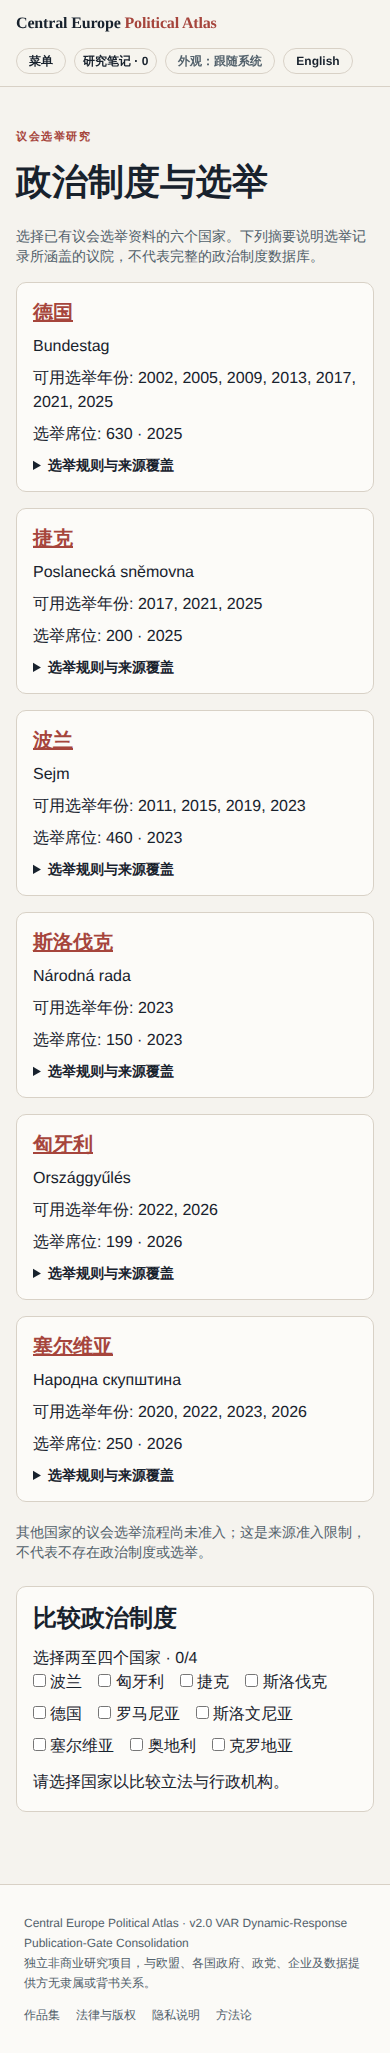 Central Europe Political Atlas
菜单 研究笔记 · 0 外观：跟随系统 English
议会选举研究
政治制度与选举
选择已有议会选举资料的六个国家。下列摘要说明选举记
录所涵盖的议院，不代表完整的政治制度数据库。
德国
Bundestag
可用选举年份: 2002, 2005, 2009, 2013, 2017,
2021, 2025
选举席位: 630 · 2025
▶ 选举规则与来源覆盖
捷克
Poslanecká sněmovna
可用选举年份: 2017, 2021, 2025
选举席位: 200 · 2025
▶ 选举规则与来源覆盖
波兰
Sejm
可用选举年份: 2011, 2015, 2019, 2023
选举席位: 460 · 2023
▶ 选举规则与来源覆盖
斯洛伐克
Národná rada
可用选举年份: 2023
选举席位: 150 · 2023
▶ 选举规则与来源覆盖
匈牙利
Országgyűlés
可用选举年份: 2022, 2026
选举席位: 199 · 2026
▶ 选举规则与来源覆盖
塞尔维亚
Народна скупштина
可用选举年份: 2020, 2022, 2023, 2026
选举席位: 250 · 2026
▶ 选举规则与来源覆盖
其他国家的议会选举流程尚未准入；这是来源准入限制，
不代表不存在政治制度或选举。
比较政治制度
选择两至四个国家 · 0/4
波兰 匈牙利 捷克 斯洛伐克
德国 罗马尼亚 斯洛文尼亚
塞尔维亚 奥地利 克罗地亚
请选择国家以比较立法与行政机构。
Central Europe Political Atlas · v2.0 VAR Dynamic-Response
Publication-Gate Consolidation
独立非商业研究项目，与欧盟、各国政府、政党、企业及数据提
供方无隶属或背书关系。
作品集 法律与版权 隐私说明 方法论